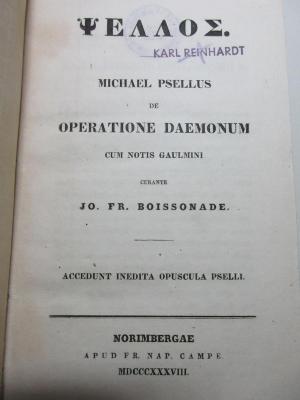 ΨΕΛΛΟΣ.
KARL REINHARDT
MICHAEL PSELLUS
DE
OPERATIONE DAEMONUM
CUM NOTIS GAULMINI
CURANTE
JO. FR. BOISSONADE.
ACCEDUNT INEDITA OPUSCULA PSELLI.
NORIMBERGAE
APUD FR. NAP. CAMPE.
MDCCCXXXVIII.